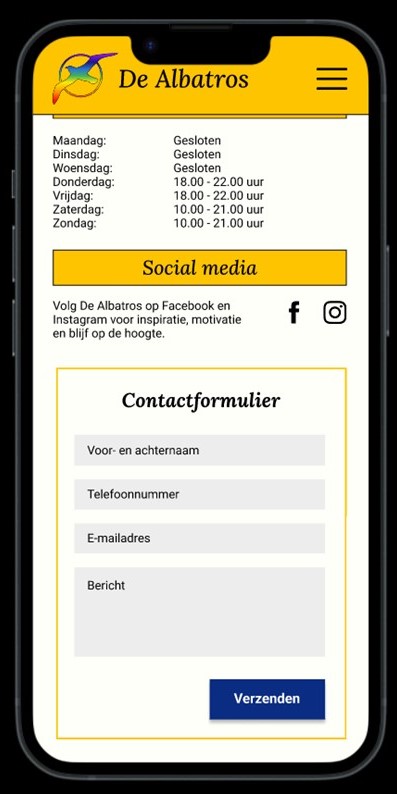 De Albatros
Maandag: Gesloten
Dinsdag: Gesloten
Woensdag: Gesloten
Donderdag: 18.00 - 22.00 uur
Vrijdag: 18.00 - 22.00 uur
Zaterdag: 10.00 - 21.00 uur
Zondag: 10.00 - 21.00 uur
Social media
Volg De Albatros op Facebook en
Instagram voor inspiratie, motivatie
en blijf op de hoogte.
Contactformulier
Voor- en achternaam
Telefoonnummer
E-mailadres
Bericht
Verzenden